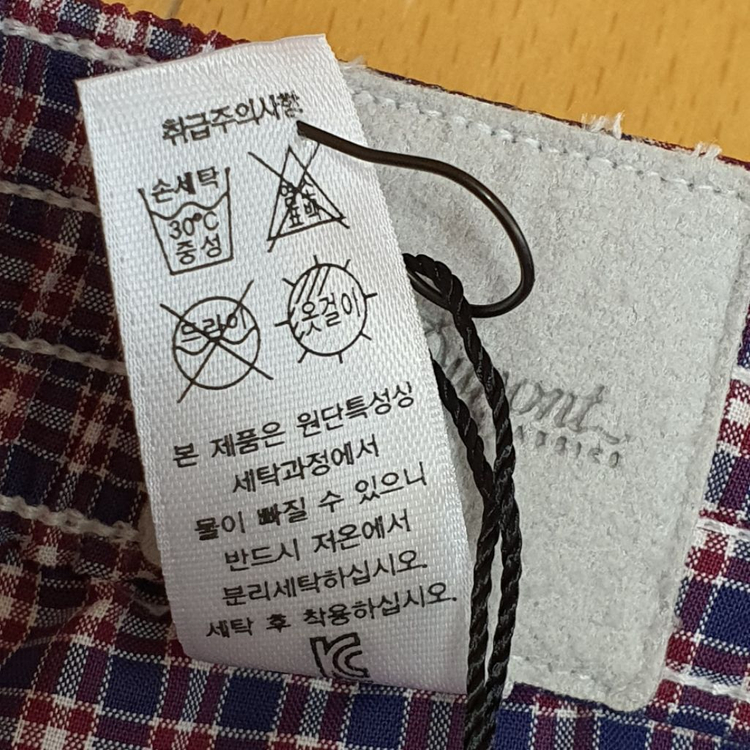 취급주의사항
손세탁
30℃
중성
염소
표백
드라이
옷걸이
본 제품은 원단특성상
세탁과정에서
물이 빠질 수 있으니
반드시 저온에서
분리세탁하십시오.
세탁 후 착용하십시오.